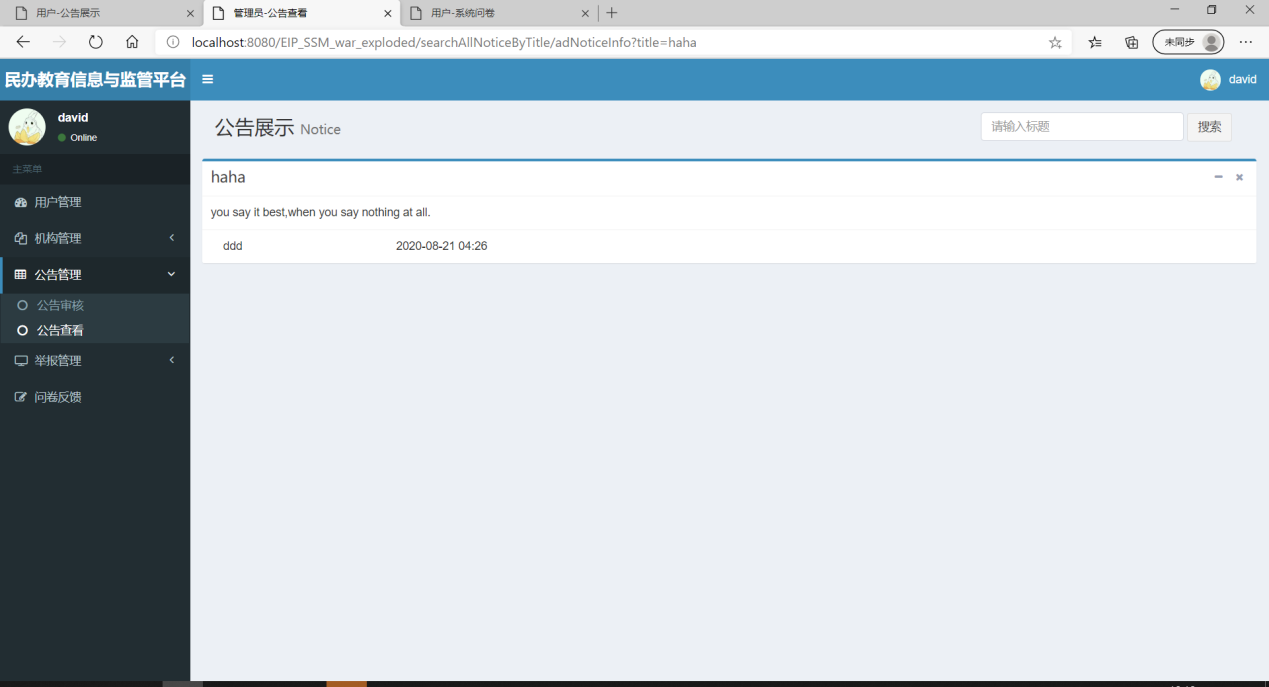 用户-公告展示
管理员-公告查看
用户-系统问卷
localhost:8080/EIP_SSM_war_exploded/searchAllNoticeByTitle/adNoticeInfo?title=haha
未同步
民办教育信息与监管平台
david
david
Online
公告展示 Notice
请输入标题
搜索
主菜单
用户管理
机构管理
公告管理
公告审核
公告查看
举报管理
问卷反馈
haha
you say it best,when you say nothing at all.
ddd 2020-08-21 04:26